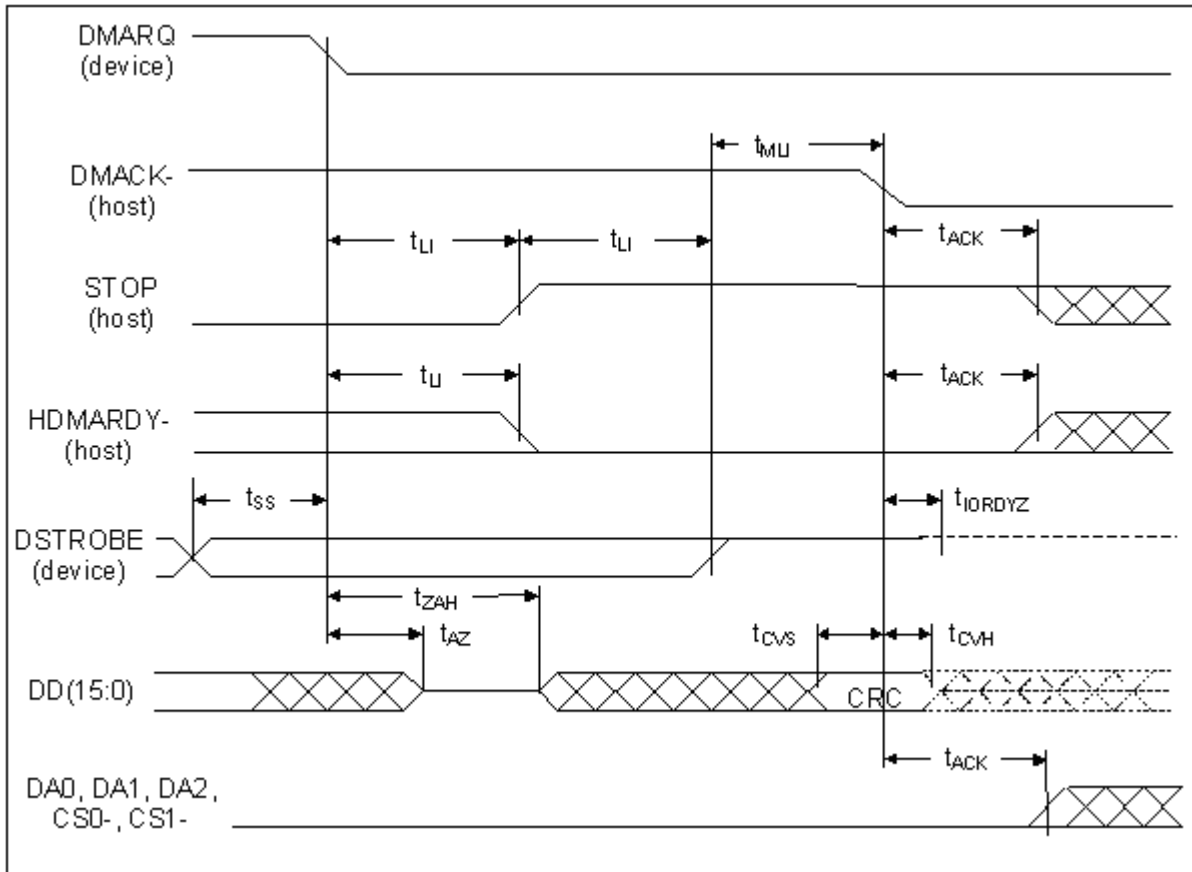 DMARQ
(device)
tMLI
DMACK-
(host)
tLI
tLI
tACK
STOP
(host)
tLI
tACK
HDMARDY-
(host)
tSS
tIORDYZ
DSTROBE
(device)
tZAH
tAZ
tCVS
tCVH
DD(15:0)
CRC
tACK
DA0, DA1, DA2,
CS0-, CS1-